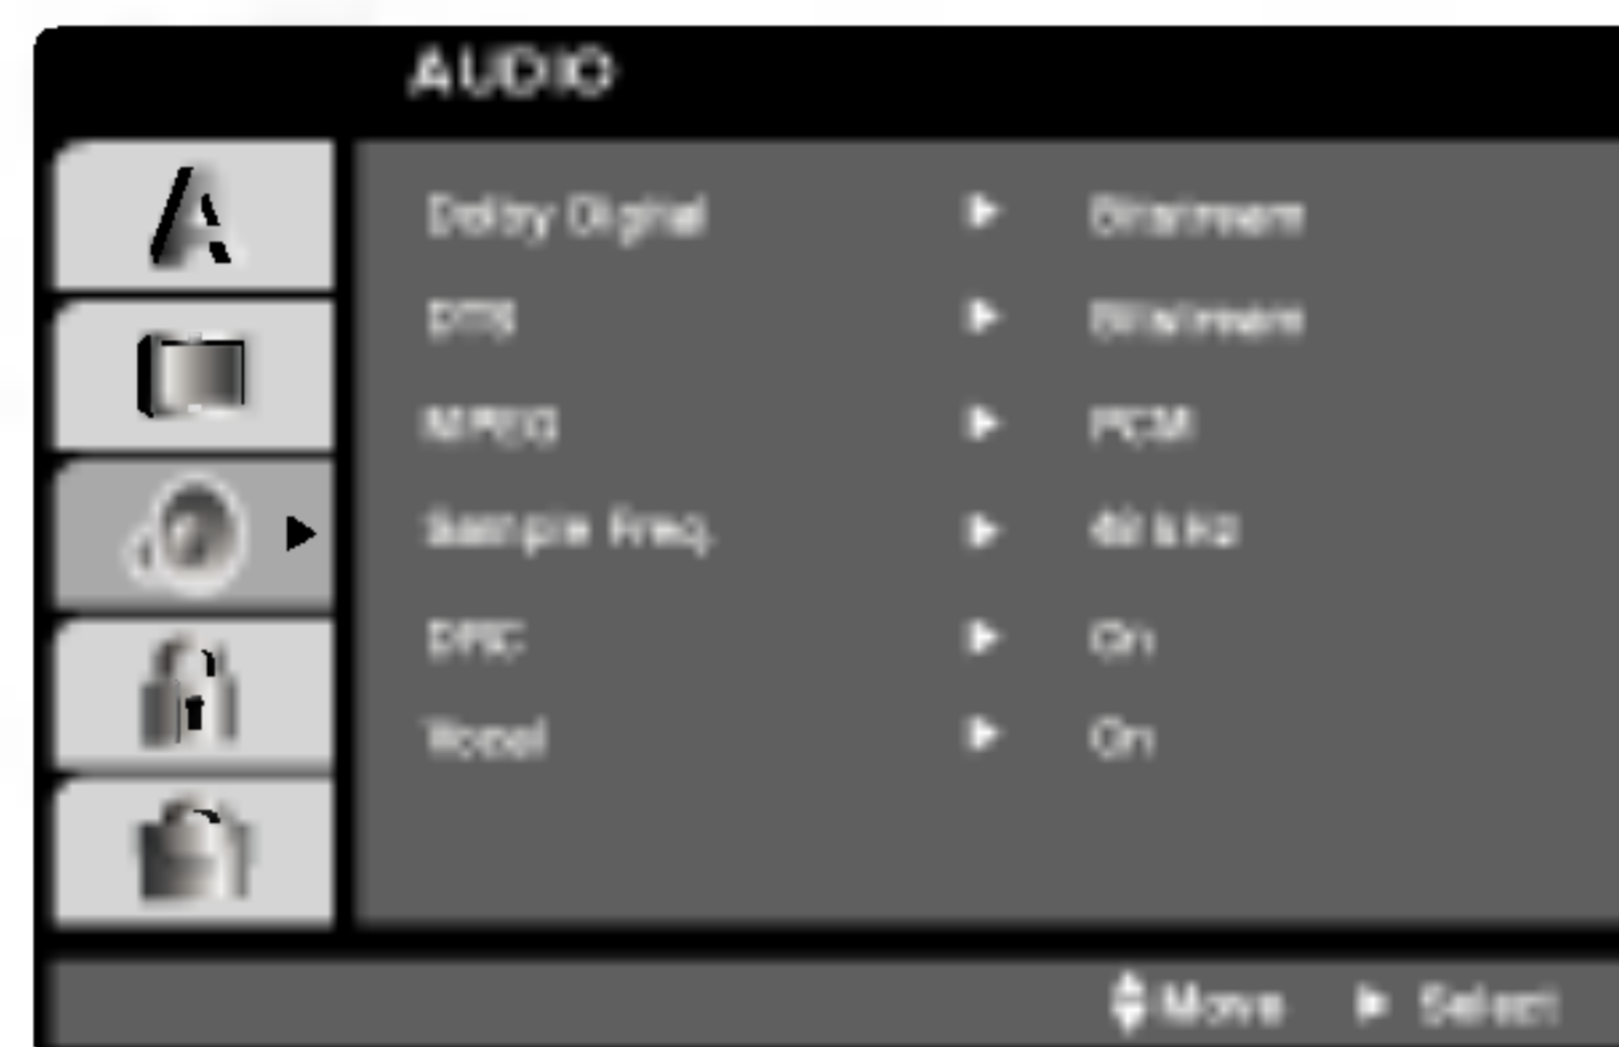 AUDIO
Dolby Digital Bitstream
DTS Bitstream
MPEG PCM
Sample Freq. 48 kHz
DRC On
Vocal On
Move Select